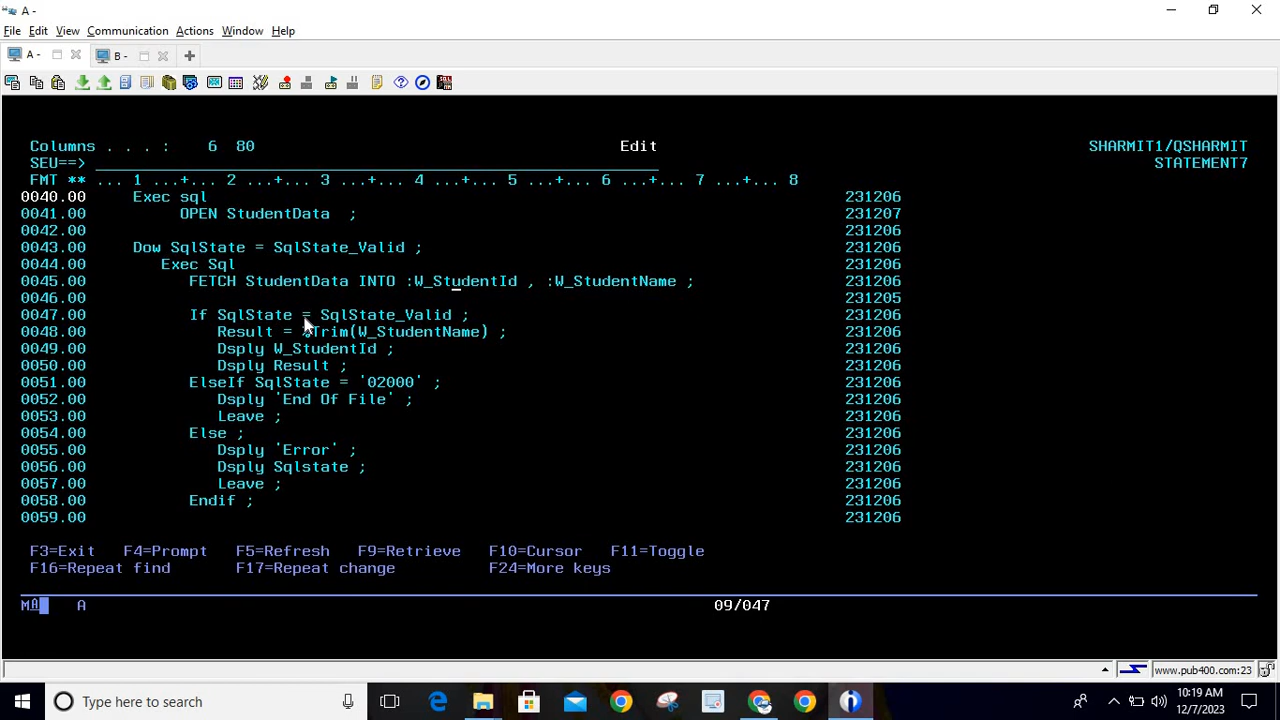 A -
File Edit View Communication Actions Window Help
A - B -
Columns . . . : 6 80 Edit SHARMIT1/QSHARMIT
SEU==> STATEMENT7
FMT ** ... 1 ...+... 2 ...+... 3 ...+... 4 ...+... 5 ...+... 6 ...+... 7 ...+... 8
0040.00 Exec sql 231206
0041.00 OPEN StudentData ; 231207
0042.00 231206
0043.00 Dow SqlState = SqlState_Valid ; 231206
0044.00 Exec Sql 231206
0045.00 FETCH StudentData INTO :W_StudentId , :W_StudentName ; 231206
0046.00 231205
0047.00 If SqlState = SqlState_Valid ; 231206
0048.00 Result = %Trim(W_StudentName) ; 231206
0049.00 Dsply W_StudentId ; 231206
0050.00 Dsply Result ; 231206
0051.00 ElseIf SqlState = '02000' ; 231206
0052.00 Dsply 'End Of File' ; 231206
0053.00 Leave ; 231206
0054.00 Else ; 231206
0055.00 Dsply 'Error' ; 231206
0056.00 Dsply Sqlstate ; 231206
0057.00 Leave ; 231206
0058.00 Endif ; 231206
0059.00 231206
F3=Exit F4=Prompt F5=Refresh F9=Retrieve F10=Cursor F11=Toggle
F16=Repeat find F17=Repeat change F24=More keys
MA A 09/047
www.pub400.com:23
Type here to search
10:19 AM
12/7/2023